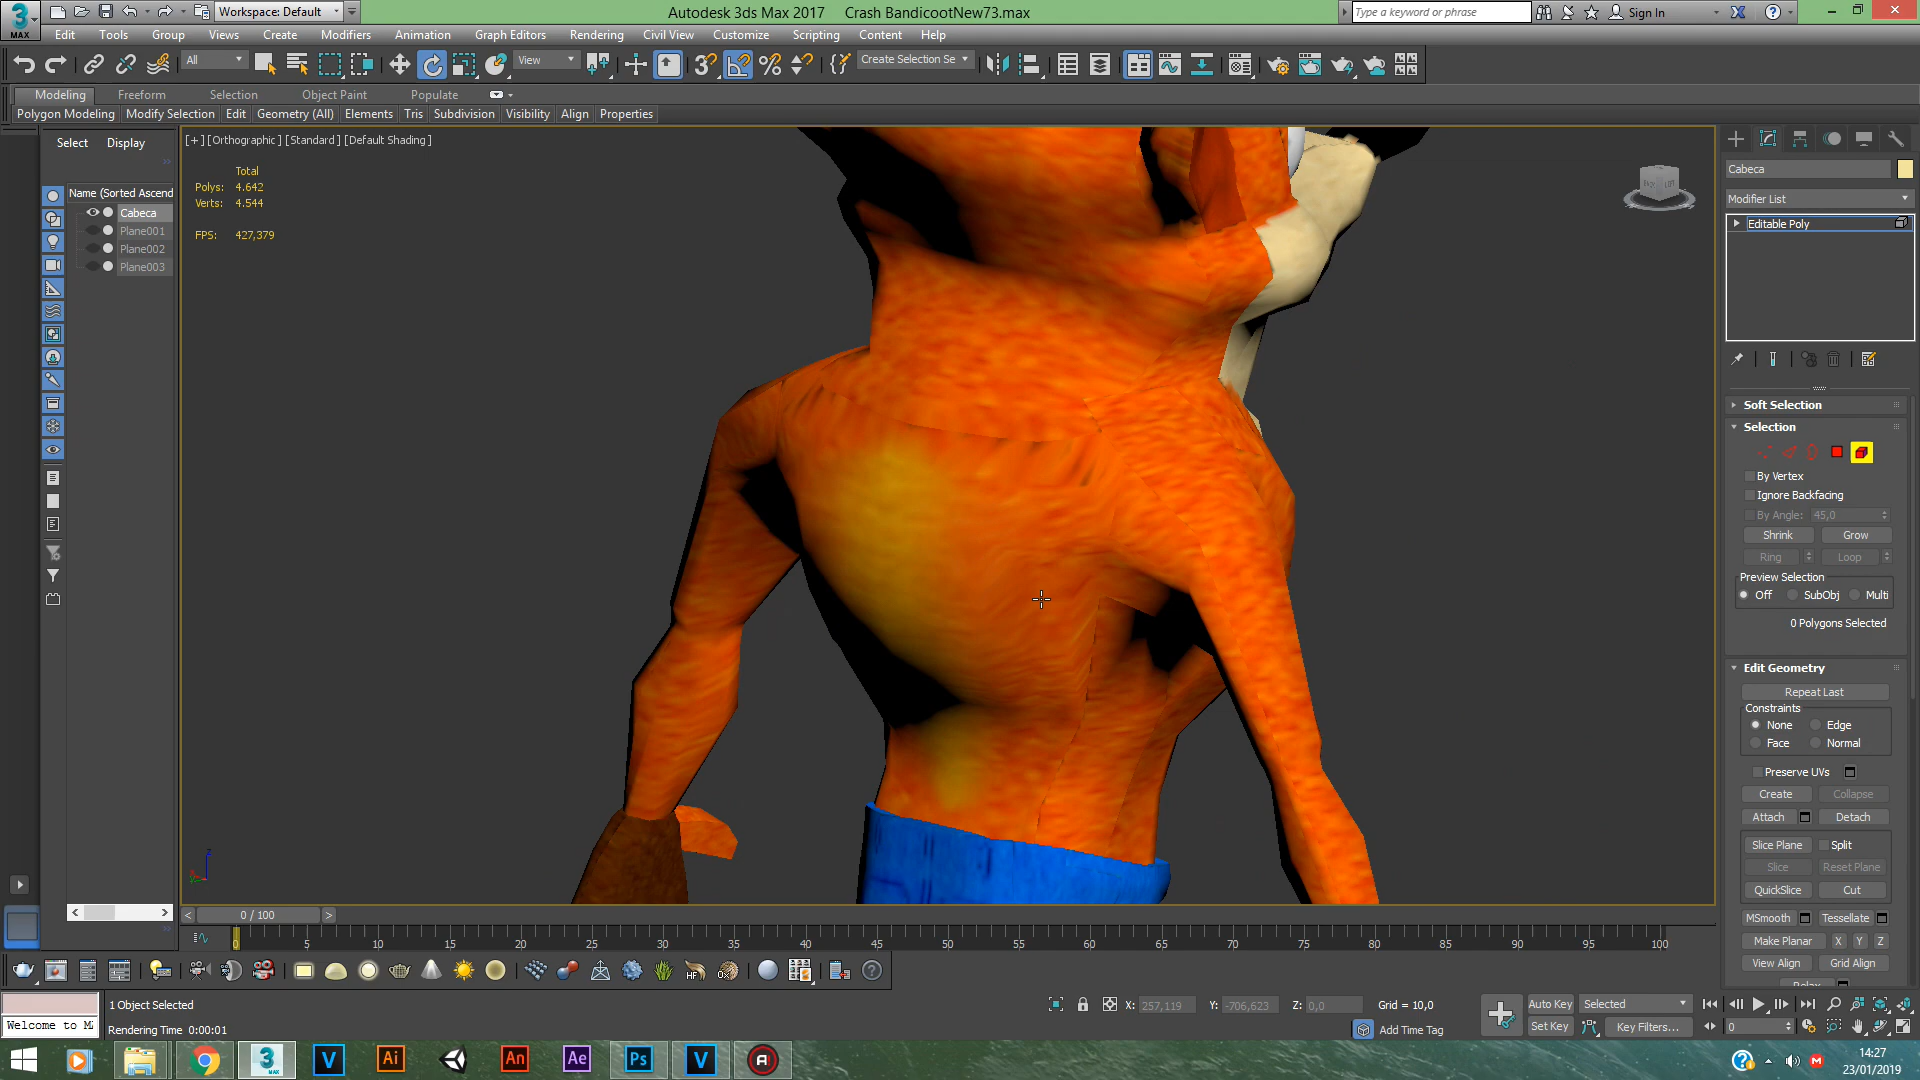 3 MAX Workspace: Default Autodesk 3ds Max 2017 Crash BandicootNew73.max Type a keyword or phrase Sign In
Edit Tools Group Views Create Modifiers Animation Graph Editors Rendering Civil View Customize Scripting Content Help
All View Create Selection Se
Modeling Freeform Selection Object Paint Populate
Polygon Modeling Modify Selection Edit Geometry (All) Elements Tris Subdivision Visibility Align Properties
Select Display
[+] [Orthographic] [Standard] [Default Shading]
Total
Polys: 4.642
Verts: 4.544
FPS: 427,379
Name (Sorted Ascend
Cabeca
Plane001
Plane002
Plane003
Cabeca
Modifier List
Editable Poly
Soft Selection
Selection
By Vertex
Ignore Backfacing
By Angle: 45,0
Shrink Grow
Ring Loop
Preview Selection
Off SubObj Multi
0 Polygons Selected
Edit Geometry
Repeat Last
Constraints
None Edge
Face Normal
Preserve UVs
Create Collapse
Attach Detach
Slice Plane Split
Slice Reset Plane
QuickSlice Cut
MSmooth Tessellate
Make Planar X Y Z
View Align Grid Align
Relax
0 / 100
0 5 10 15 20 25 30 35 40 45 50 55 60 65 70 75 80 85 90 95 100
1 Object Selected
X: 257,119 Y: -706,623 Z: 0,0 Grid = 10,0
Auto Key Selected
Welcome to M
Rendering Time 0:00:01
Add Time Tag
Set Key Key Filters... 0
3 MAX V Ai An Ae Ps V
14:27
23/01/2019